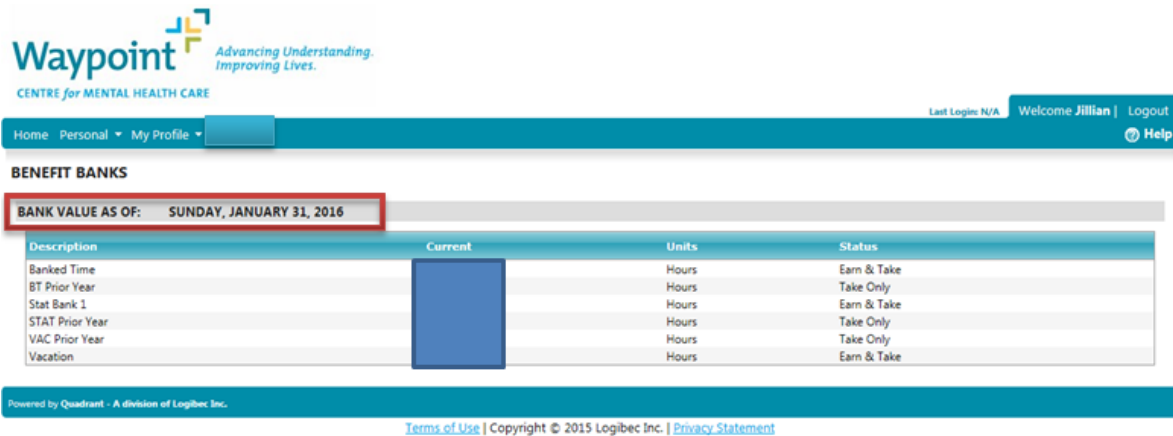 Waypoint
Advancing Understanding.
Improving Lives.
CENTRE for MENTAL HEALTH CARE
Last Login: N/A Welcome Jillian | Logout
Home Personal My Profile
Help
BENEFIT BANKS
BANK VALUE AS OF: SUNDAY, JANUARY 31, 2016
Description Current Units Status
Banked Time Hours Earn & Take
BT Prior Year Hours Take Only
Stat Bank 1 Hours Earn & Take
STAT Prior Year Hours Take Only
VAC Prior Year Hours Take Only
Vacation Hours Earn & Take
Powered by Quadrant - A division of Logibec Inc.
Terms of Use | Copyright © 2015 Logibec Inc. | Privacy Statement